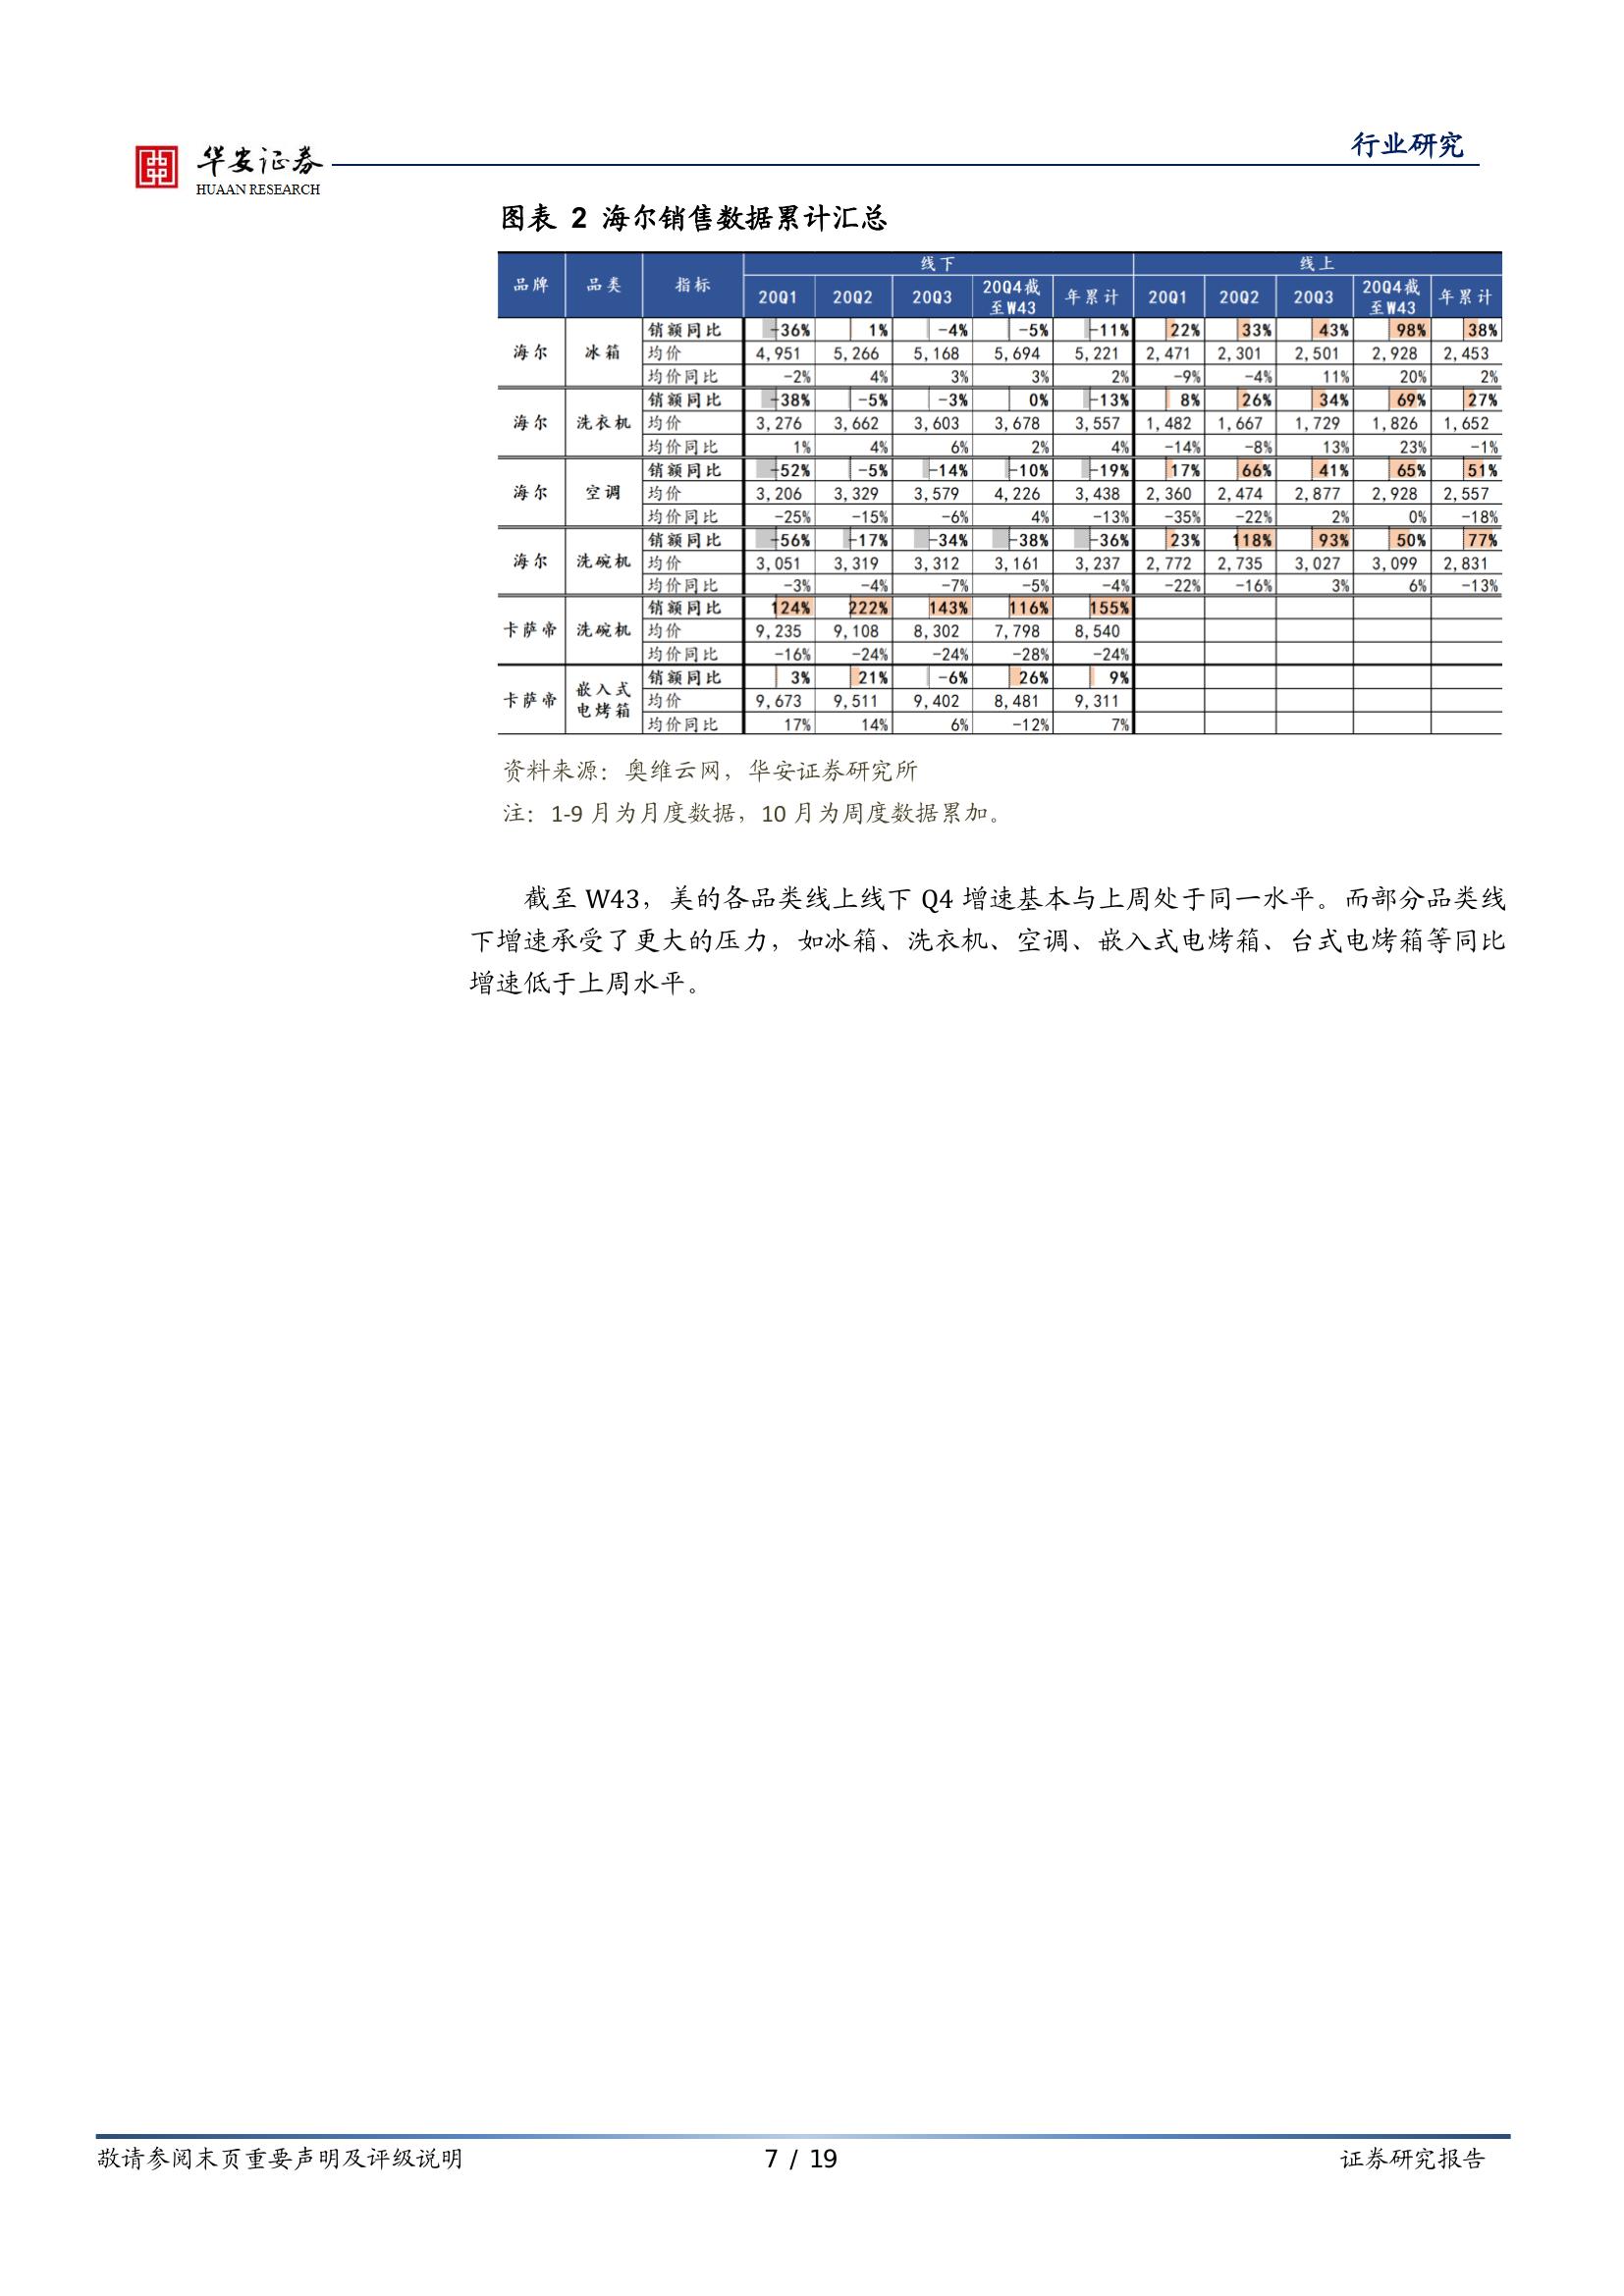 华安证券
HUAAN RESEARCH
行业研究
图表 2 海尔销售数据累计汇总
品牌 品类 指标 线下 线上
20Q1 20Q2 20Q3 20Q4截至W43 年累计 20Q1 20Q2 20Q3 20Q4截至W43 年累计
海尔 冰箱 销额同比 -36% 1% -4% -5% -11% 22% 33% 43% 98% 38%
均价 4,951 5,266 5,168 5,694 5,221 2,471 2,301 2,501 2,928 2,453
均价同比 -2% 4% 3% 3% 2% -9% -4% 11% 20% 2%
海尔 洗衣机 销额同比 -38% -5% -3% 0% -13% 8% 26% 34% 69% 27%
均价 3,276 3,662 3,603 3,678 3,557 1,482 1,667 1,729 1,826 1,652
均价同比 1% 4% 6% 2% 4% -14% -8% 13% 23% -1%
海尔 空调 销额同比 -52% -5% -14% -10% -19% 17% 66% 41% 65% 51%
均价 3,206 3,329 3,579 4,226 3,438 2,360 2,474 2,877 2,928 2,557
均价同比 -25% -15% -6% 4% -13% -35% -22% 2% 0% -18%
海尔 洗碗机 销额同比 -56% -17% -34% -38% -36% 23% 118% 93% 50% 77%
均价 3,051 3,319 3,312 3,161 3,237 2,772 2,735 3,027 3,099 2,831
均价同比 -3% -4% -7% -5% -4% -22% -16% 3% 6% -13%
卡萨帝 洗碗机 销额同比 124% 222% 143% 116% 155%
均价 9,235 9,108 8,302 7,798 8,540
均价同比 -16% -24% -24% -28% -24%
卡萨帝 嵌入式电烤箱 销额同比 3% 21% -6% 26% 9%
均价 9,673 9,511 9,402 8,481 9,311
均价同比 17% 14% 6% -12% 7%
资料来源：奥维云网，华安证券研究所
注：1-9 月为月度数据，10 月为周度数据累加。
截至 W43，美的各品类线上线下 Q4 增速基本与上周处于同一水平。而部分品类线
下增速承受了更大的压力，如冰箱、洗衣机、空调、嵌入式电烤箱、台式电烤箱等同比
增速低于上周水平。
敬请参阅末页重要声明及评级说明
7 / 19
证券研究报告